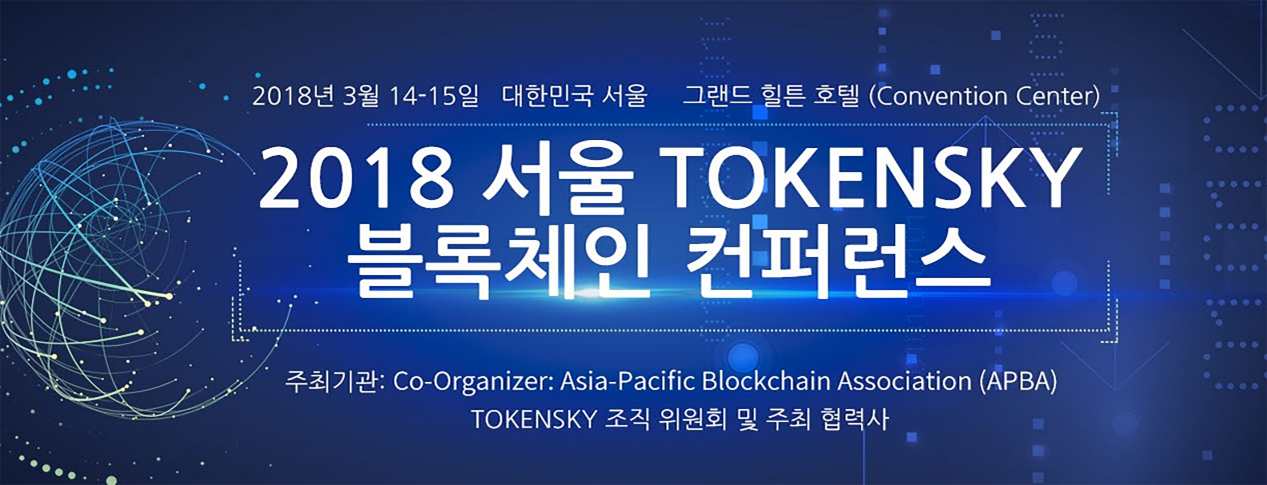 2018년 3월 14-15일 대한민국 서울 그랜드 힐튼 호텔 (Convention Center)
2018 서울 TOKENSKY
블록체인 컨퍼런스
주최기관: Co-Organizer: Asia-Pacific Blockchain Association (APBA)
TOKENSKY 조직 위원회 및 주최 협력사